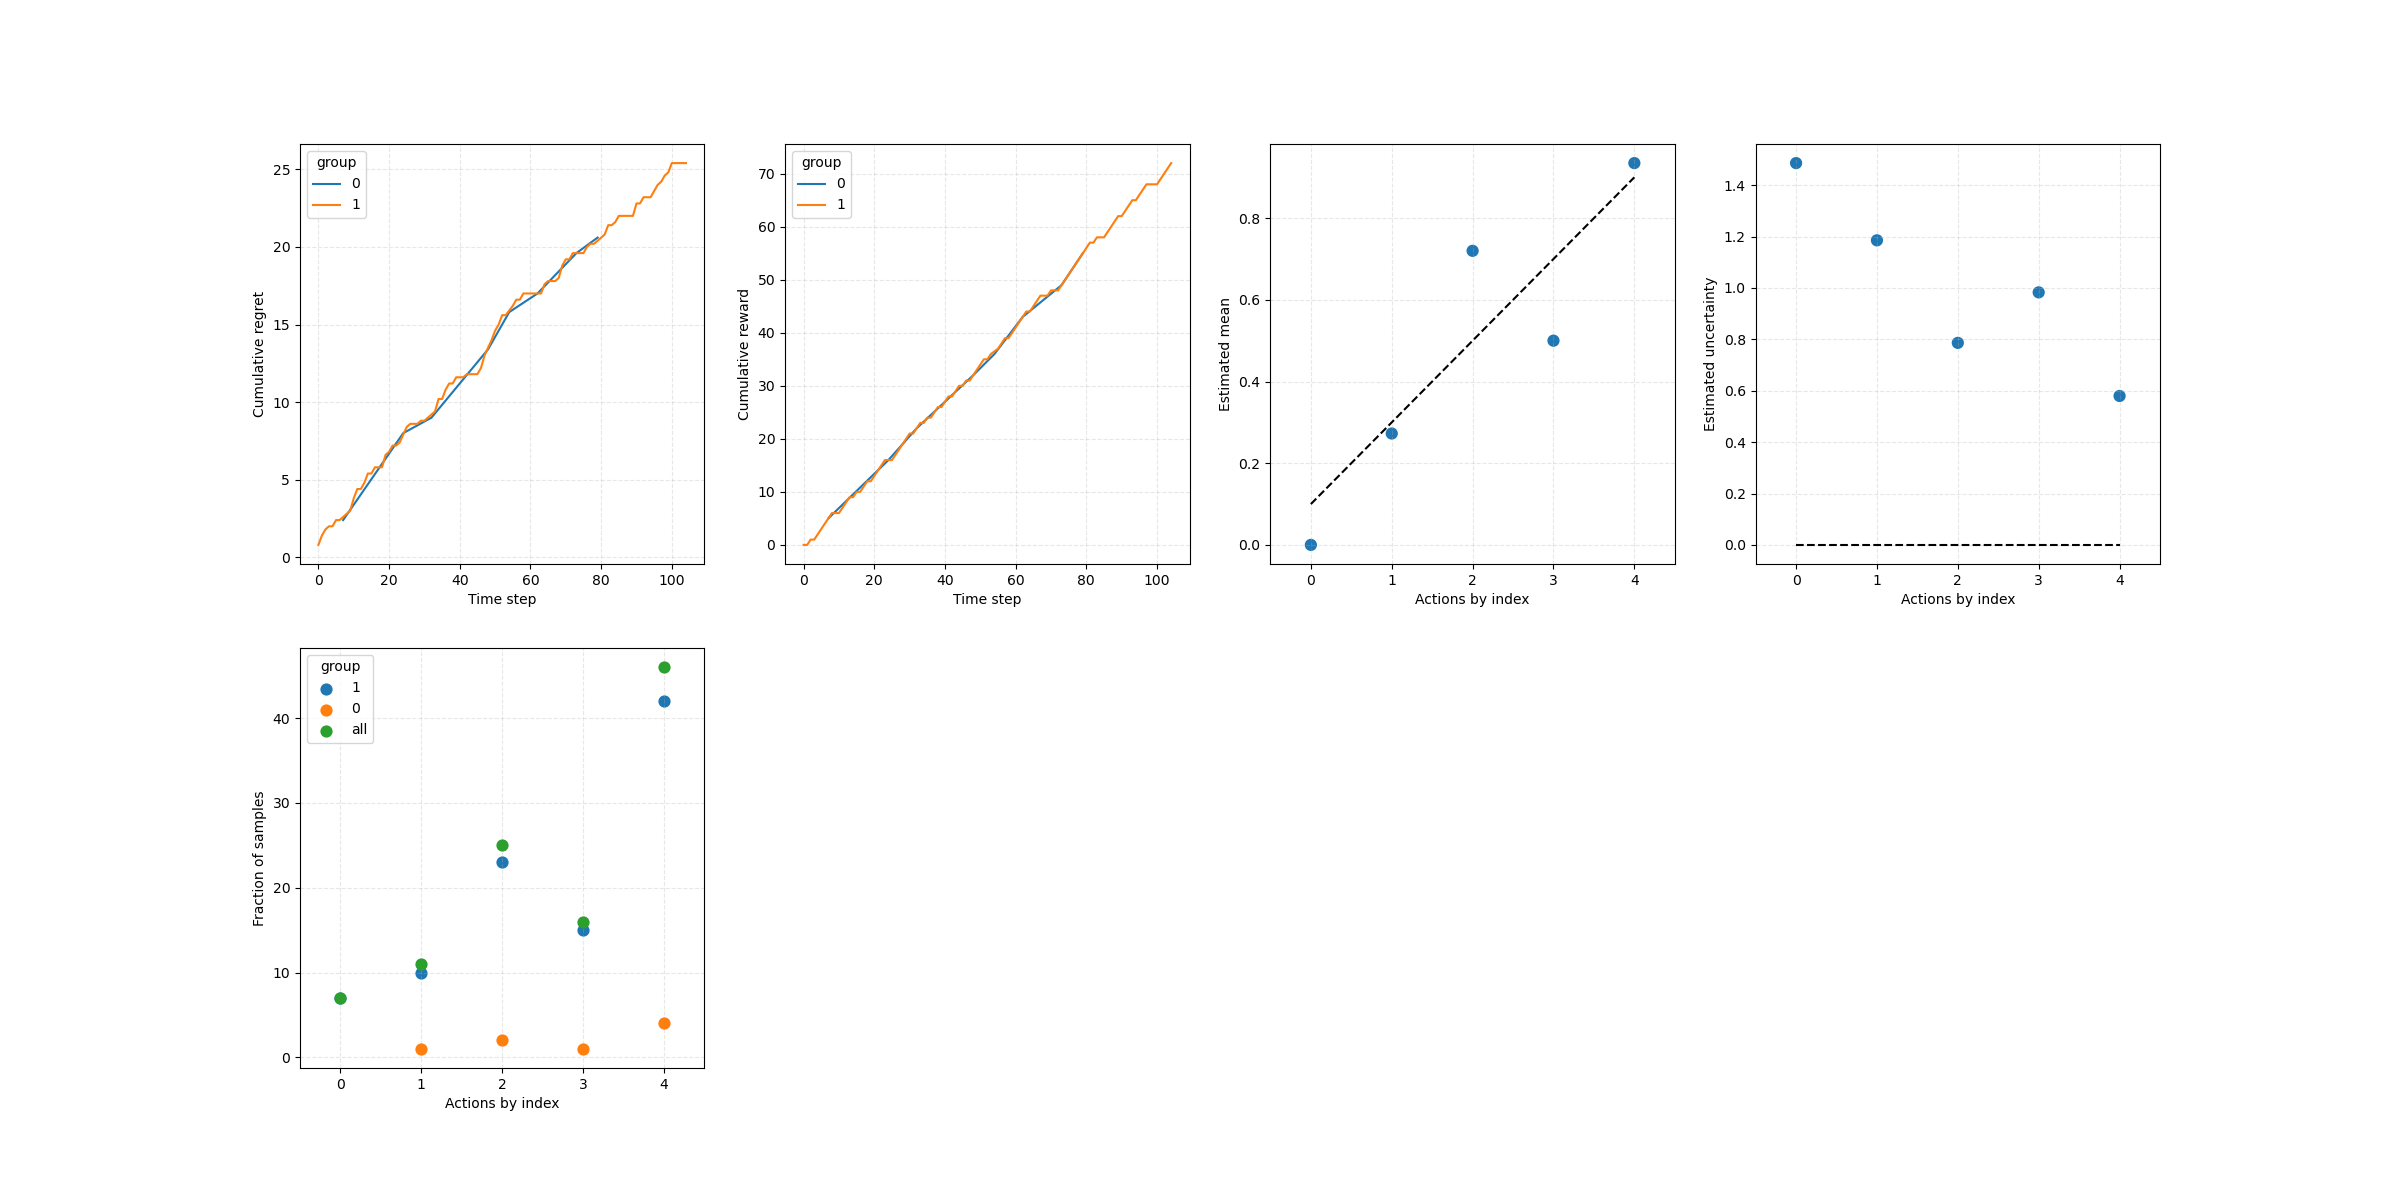 group
0
1
25
20
15
10
5
0
Cumulative regret
0 20 40 60 80 100
Time step
group
0
1
70
60
50
40
30
20
10
0
Cumulative reward
0 20 40 60 80 100
Time step
0.8
0.6
0.4
0.2
0.0
Estimated mean
0 1 2 3 4
Actions by index
1.4
1.2
1.0
0.8
0.6
0.4
0.2
0.0
Estimated uncertainty
0 1 2 3 4
Actions by index
group
1
0
all
40
30
20
10
0
Fraction of samples
0 1 2 3 4
Actions by index